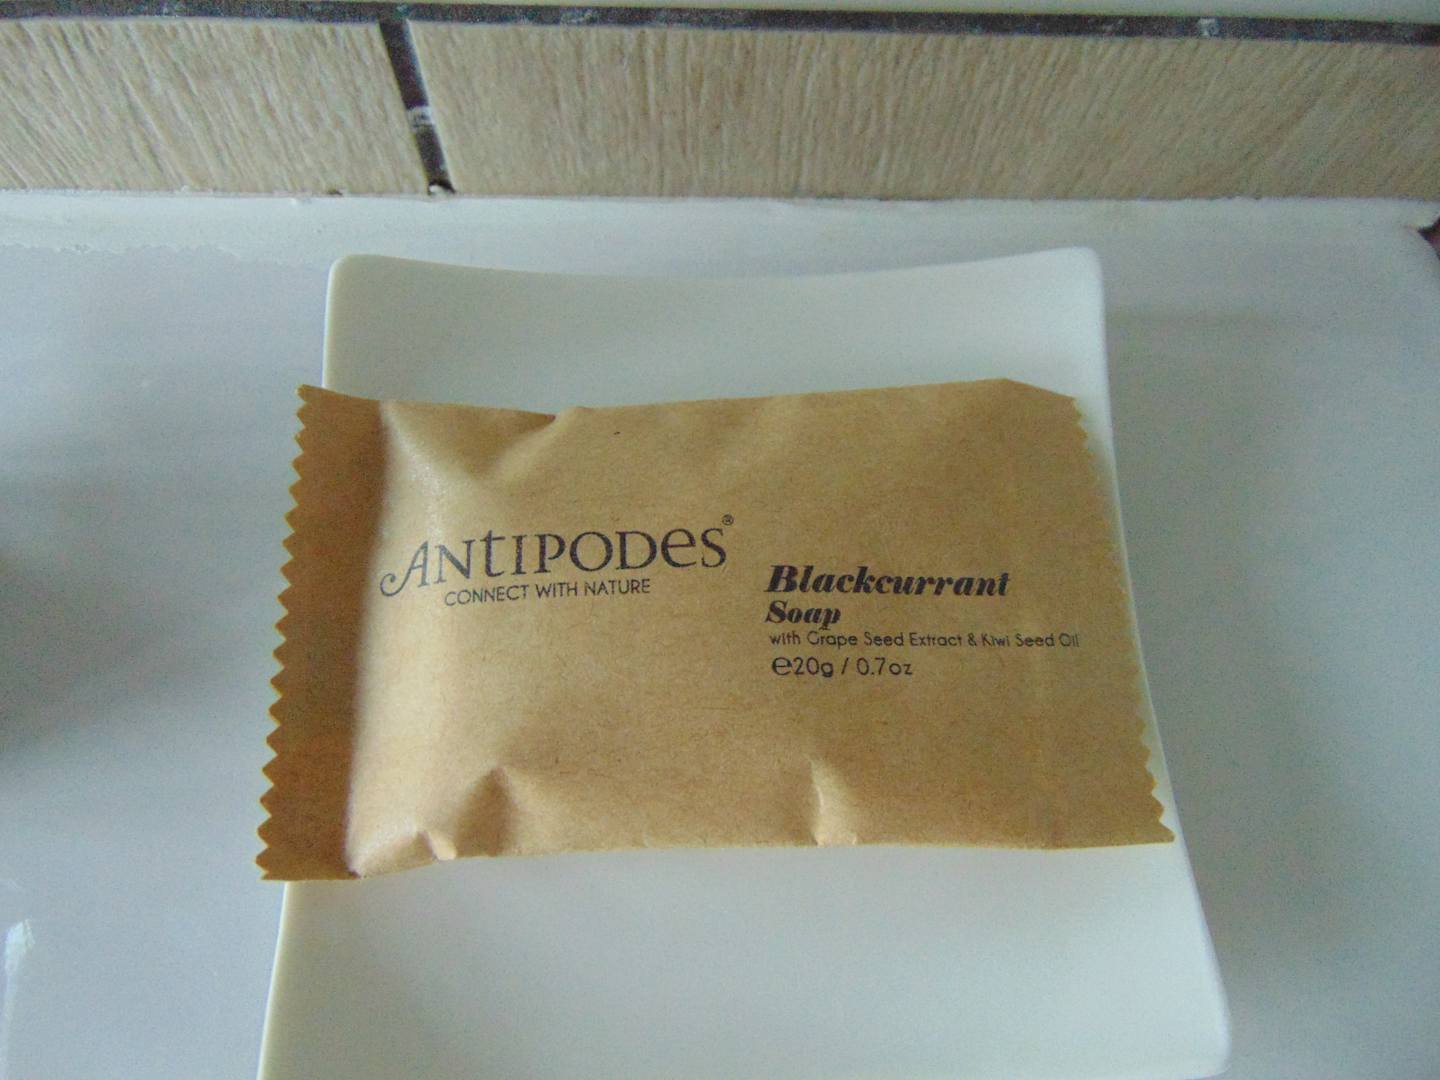 ANtIPODes®
CONNECT WITH NATURE
Blackcurrant
Soap
with Grape Seed Extract & Kiwi Seed Oil
℮20g / 0.7oz